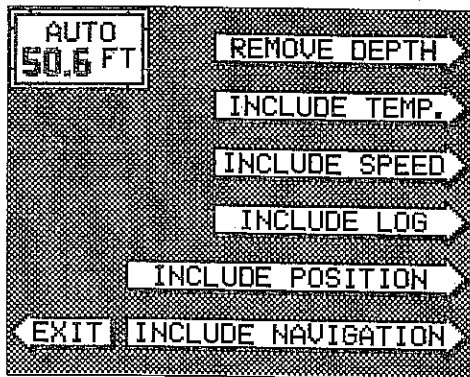 AUTO
50.6 FT
REMOVE DEPTH
INCLUDE TEMP.
INCLUDE SPEED
INCLUDE LOG
INCLUDE POSITION
EXIT
INCLUDE NAVIGATION